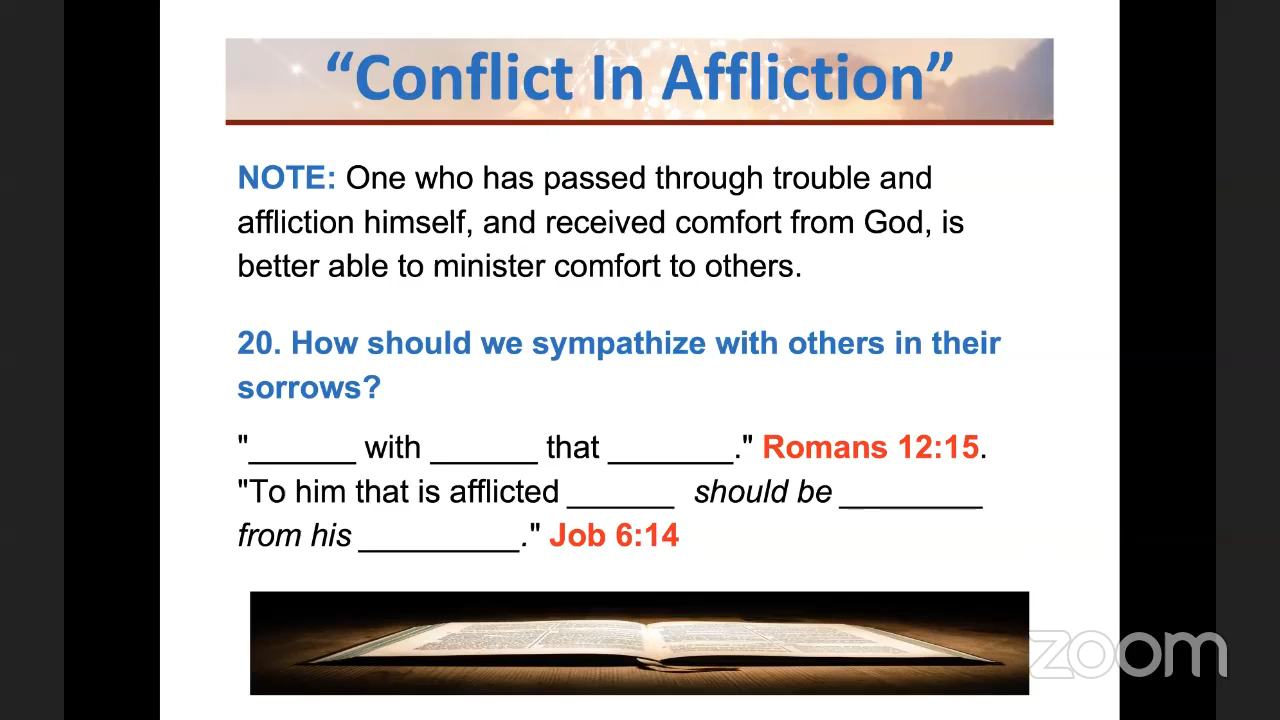 “Conflict In Affliction”
NOTE: One who has passed through trouble and
affliction himself, and received comfort from God, is
better able to minister comfort to others.
20. How should we sympathize with others in their
sorrows?
"______ with ______ that _______." Romans 12:15.
"To him that is afflicted ______ should be ________
from his _________." Job 6:14
zoom